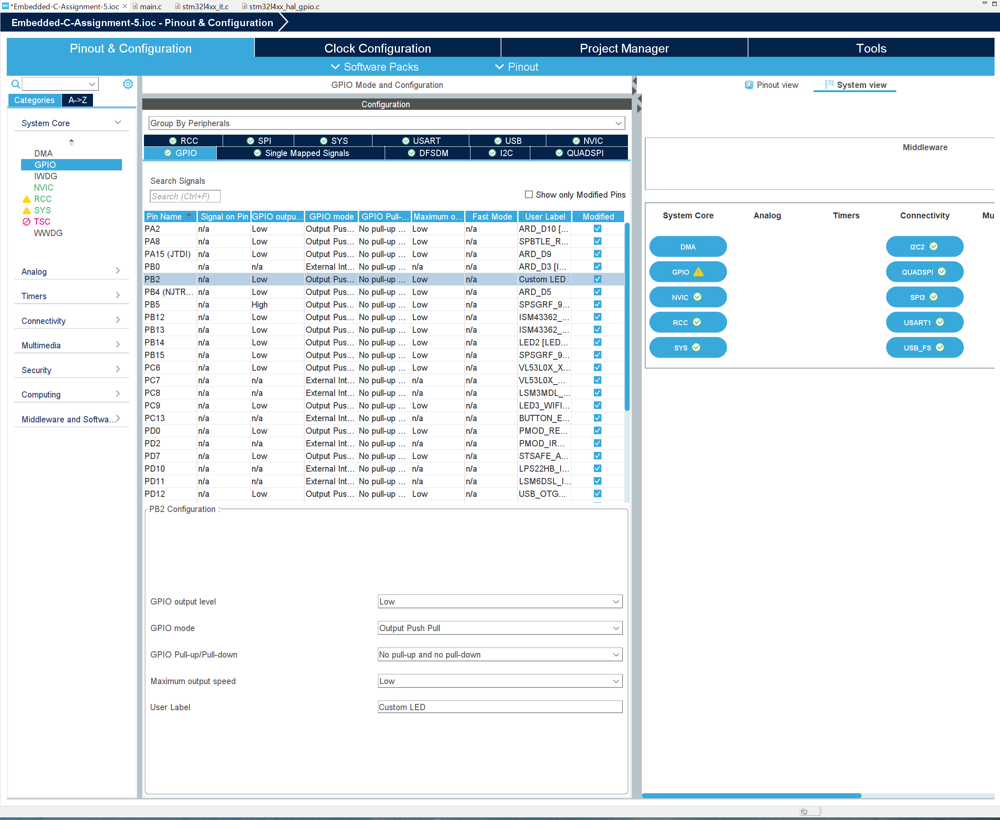 *Embedded-C-Assignment-5.ioc
main.c
stm32l4xx_it.c
stm32l4xx_hal_gpio.c
Embedded-C-Assignment-5.ioc - Pinout & Configuration
Pinout & Configuration
Clock Configuration
Project Manager
Tools
Software Packs
Pinout
Categories
A->Z
System Core
DMA
GPIO
IWDG
NVIC
RCC
SYS
TSC
WWDG
Analog
Timers
Connectivity
Multimedia
Security
Computing
Middleware and Softwa...
GPIO Mode and Configuration
Configuration
Group By Peripherals
RCC SPI SYS USART USB NVIC
GPIO Single Mapped Signals DFSDM I2C QUADSPI
Search Signals
Search (Ctrl+F)
Show only Modified Pins
Pin Name Signal on Pin GPIO outpu... GPIO mode GPIO Pull-... Maximum o... Fast Mode User Label Modified
PA2 n/a Low Output Pus... No pull-up ... Low n/a ARD_D10 [...
PA8 n/a Low Output Pus... No pull-up ... Low n/a SPBTLE_R...
PA15 (JTDI) n/a Low Output Pus... No pull-up ... Low n/a ARD_D9
PB0 n/a n/a External Int... No pull-up ... n/a n/a ARD_D3 [I...
PB2 n/a Low Output Pus... No pull-up ... Low n/a Custom LED
PB4 (NJTR... n/a Low Output Pus... No pull-up ... Low n/a ARD_D5
PB5 n/a High Output Pus... No pull-up ... Low n/a SPSGRF_9...
PB12 n/a Low Output Pus... No pull-up ... Low n/a ISM43362_...
PB13 n/a Low Output Pus... No pull-up ... Low n/a ISM43362_...
PB14 n/a Low Output Pus... No pull-up ... Low n/a LED2 [LED...
PB15 n/a Low Output Pus... No pull-up ... Low n/a SPSGRF_9...
PC6 n/a Low Output Pus... No pull-up ... Low n/a VL53L0X_X...
PC7 n/a n/a External Int... No pull-up ... n/a n/a VL53L0X_...
PC8 n/a n/a External Int... No pull-up ... n/a n/a LSM3MDL_...
PC9 n/a Low Output Pus... No pull-up ... Low n/a LED3_WIFI...
PC13 n/a n/a External Int... No pull-up ... n/a n/a BUTTON_E...
PD0 n/a Low Output Pus... No pull-up ... Low n/a PMOD_RE...
PD2 n/a n/a External Int... No pull-up ... n/a n/a PMOD_IR...
PD7 n/a Low Output Pus... No pull-up ... Low n/a STSAFE_A...
PD10 n/a n/a External Int... No pull-up ... n/a n/a LPS22HB_I...
PD11 n/a n/a External Int... No pull-up ... n/a n/a LSM6DSL_I...
PD12 n/a Low Output Pus... No pull-up ... Low n/a USB_OTG...
PB2 Configuration :
GPIO output level Low
GPIO mode Output Push Pull
GPIO Pull-up/Pull-down No pull-up and no pull-down
Maximum output speed Low
User Label Custom LED
Pinout view
System view
Middleware
System Core Analog Timers Connectivity Mu
DMA I2C2
GPIO QUADSPI
NVIC SPI3
RCC USART1
SYS USB_FS